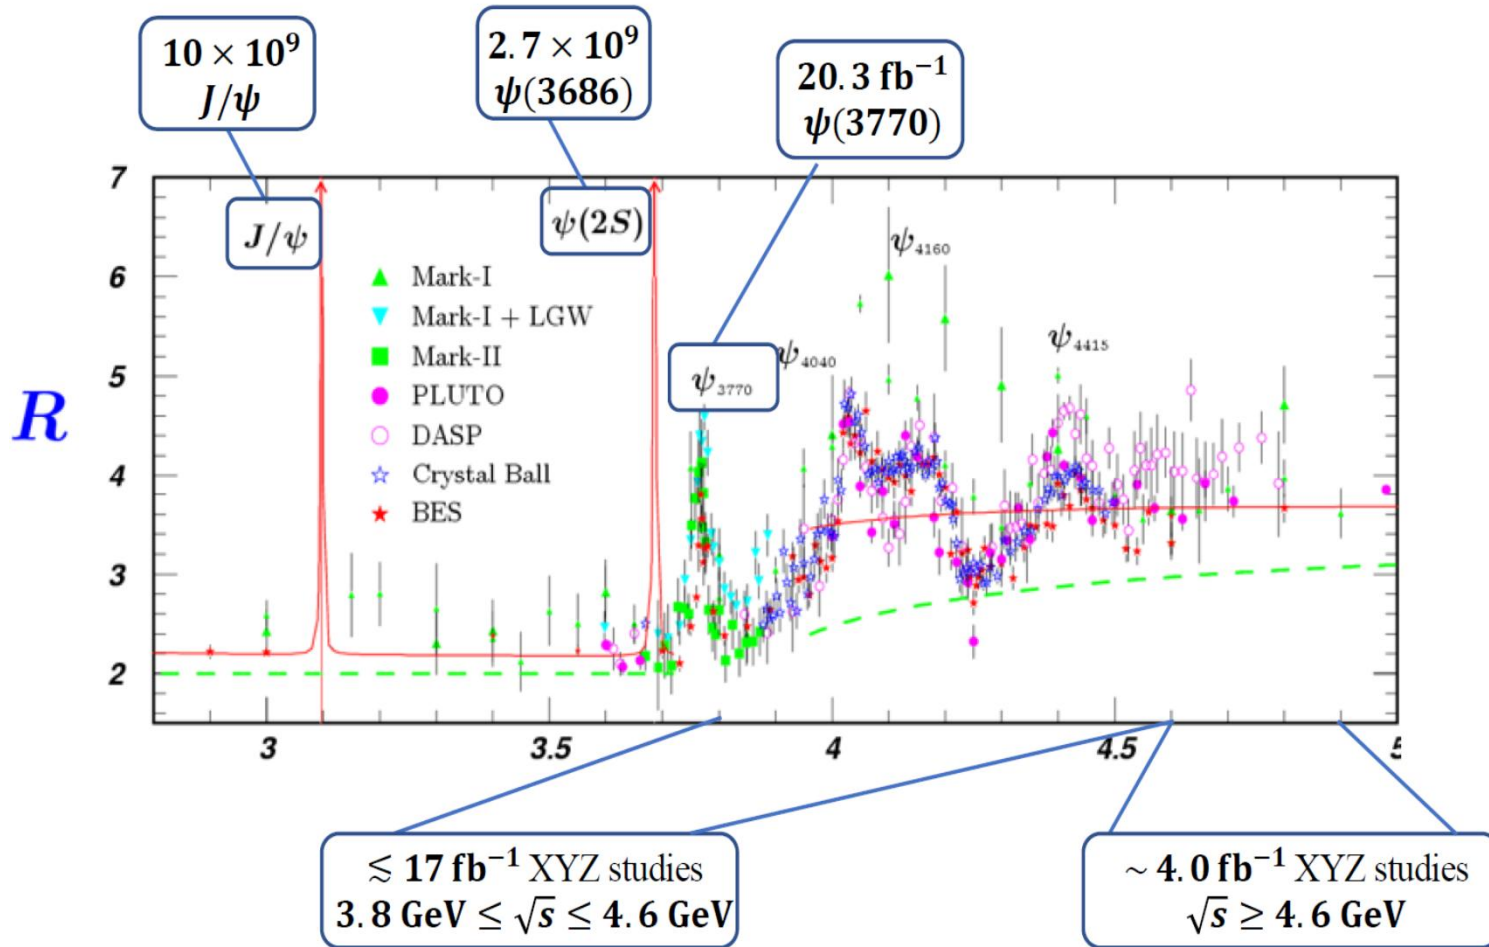 10 × 10⁹
J/ψ
2.7 × 10⁹
ψ(3686)
20.3 fb⁻¹
ψ(3770)
7
6
5
4
3
2
R
J/ψ
ψ(2S)
Mark-I
Mark-I + LGW
Mark-II
PLUTO
DASP
Crystal Ball
BES
ψ₃₇₇₀
ψ₄₀₄₀
ψ₄₁₆₀
ψ₄₄₁₅
3
3.5
4
4.5
5
≲ 17 fb⁻¹ XYZ studies
3.8 GeV ≤ √s ≤ 4.6 GeV
~ 4.0 fb⁻¹ XYZ studies
√s ≥ 4.6 GeV